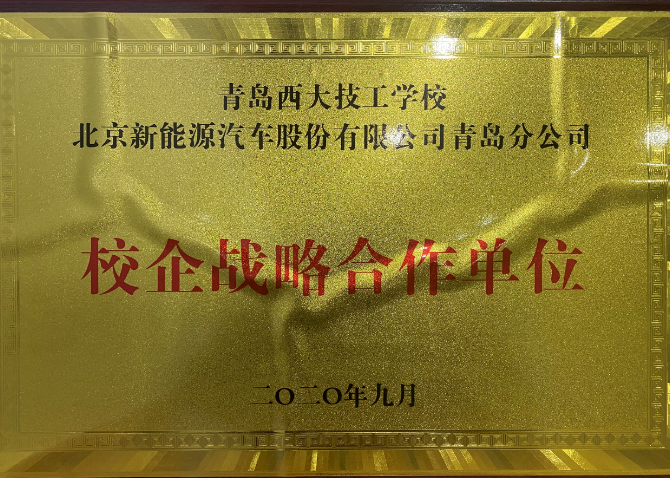 青岛西大技工学校
北京新能源汽车股份有限公司青岛分公司
校企战略合作单位
二〇二〇年九月